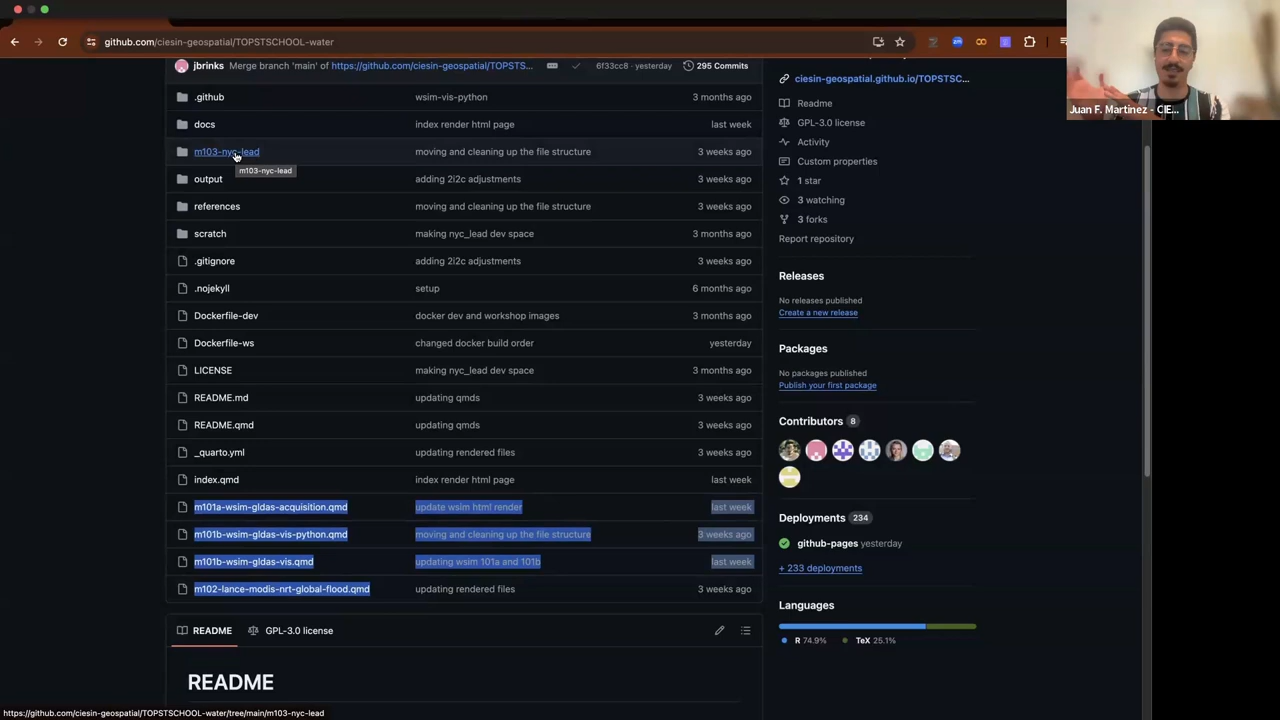 github.com/ciesin-geospatial/TOPSTSCHOOL-water
jbrinks Merge branch 'main' of https://github.com/ciesin-geospatial/TOPSTS... 6f33cc8 · yesterday 295 Commits
.github wsim-vis-python 3 months ago
docs index render html page last week
m103-nyc-lead moving and cleaning up the file structure 3 weeks ago
m103-nyc-lead
output adding 2i2c adjustments 3 weeks ago
references moving and cleaning up the file structure 3 weeks ago
scratch making nyc_lead dev space 3 months ago
.gitignore adding 2i2c adjustments 3 weeks ago
.nojekyll setup 6 months ago
Dockerfile-dev docker dev and workshop images 3 months ago
Dockerfile-ws changed docker build order yesterday
LICENSE making nyc_lead dev space 3 months ago
README.md updating qmds 3 weeks ago
README.qmd updating qmds 3 weeks ago
_quarto.yml updating rendered files 3 weeks ago
index.qmd index render html page last week
m101a-wsim-gldas-acquisition.qmd update wsim html render last week
m101b-wsim-gldas-vis-python.qmd moving and cleaning up the file structure 3 weeks ago
m101b-wsim-gldas-vis.qmd updating wsim 101a and 101b last week
m102-lance-modis-nrt-global-flood.qmd updating rendered files 3 weeks ago
README GPL-3.0 license
README
ciesin-geospatial.github.io/TOPSTSC...
Readme
GPL-3.0 license
Activity
Custom properties
1 star
3 watching
3 forks
Report repository
Releases
No releases published
Create a new release
Packages
No packages published
Publish your first package
Contributors 8
Deployments 234
github-pages yesterday
+ 233 deployments
Languages
R 74.9% TeX 25.1%
Juan F. Martinez - CIE...
https://github.com/ciesin-geospatial/TOPSTSCHOOL-water/tree/main/m103-nyc-lead